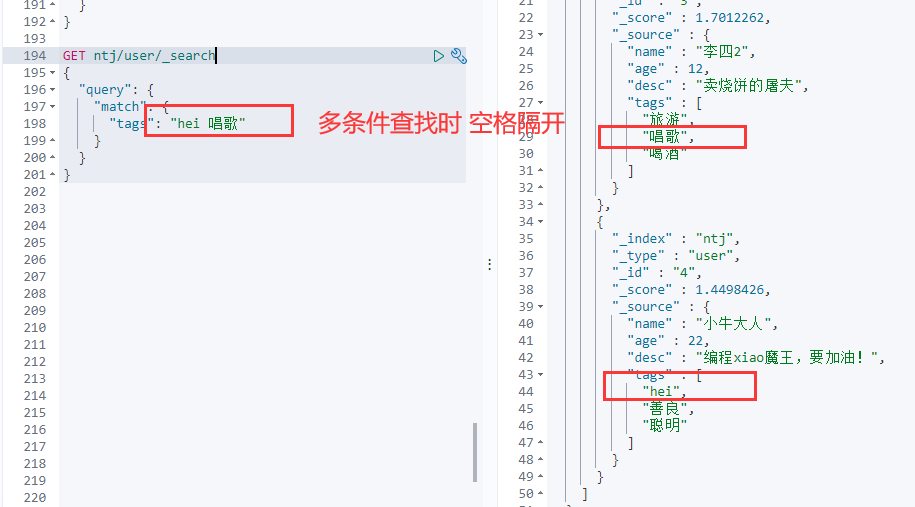 191
}
192
}
193
194
GET ntj/user/_search
195
{
196
"query": {
197
"match": {
198
"tags": "hei 唱歌"
199
}
200
}
201
}
202
203
204
205
206
207
208
209
210
211
212
213
214
215
216
217
218
219
220
多条件查找时 空格隔开
21
"_id" : "3",
22
"_score" : 1.7012262,
23
"_source" : {
24
"name" : "李四2",
25
"age" : 12,
26
"desc" : "卖烧饼的屠夫",
27
"tags" : [
28
"旅游",
29
"唱歌",
30
"喝酒"
31
]
32
}
33
},
34
{
35
"_index" : "ntj",
36
"_type" : "user",
37
"_id" : "4",
38
"_score" : 1.4498426,
39
"_source" : {
40
"name" : "小牛大人",
41
"age" : 22,
42
"desc" : "编程xiao魔王，要加油！",
43
"tags" : [
44
"hei",
45
"善良",
46
"聪明"
47
]
48
}
49
}
50
]